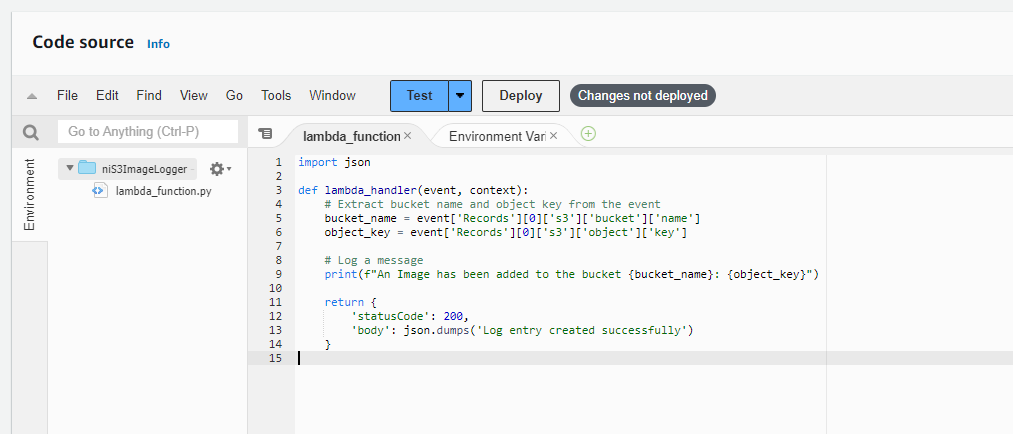 Code source Info
File Edit Find View Go Tools Window Test Deploy Changes not deployed
Go to Anything (Ctrl-P)
lambda_function × Environment Vari ×
Environment
niS3ImageLogger
lambda_function.py
1 import json
2
3 def lambda_handler(event, context):
4     # Extract bucket name and object key from the event
5     bucket_name = event['Records'][0]['s3']['bucket']['name']
6     object_key = event['Records'][0]['s3']['object']['key']
7
8     # Log a message
9     print(f"An Image has been added to the bucket {bucket_name}: {object_key}")
10
11     return {
12         'statusCode': 200,
13         'body': json.dumps('Log entry created successfully')
14     }
15